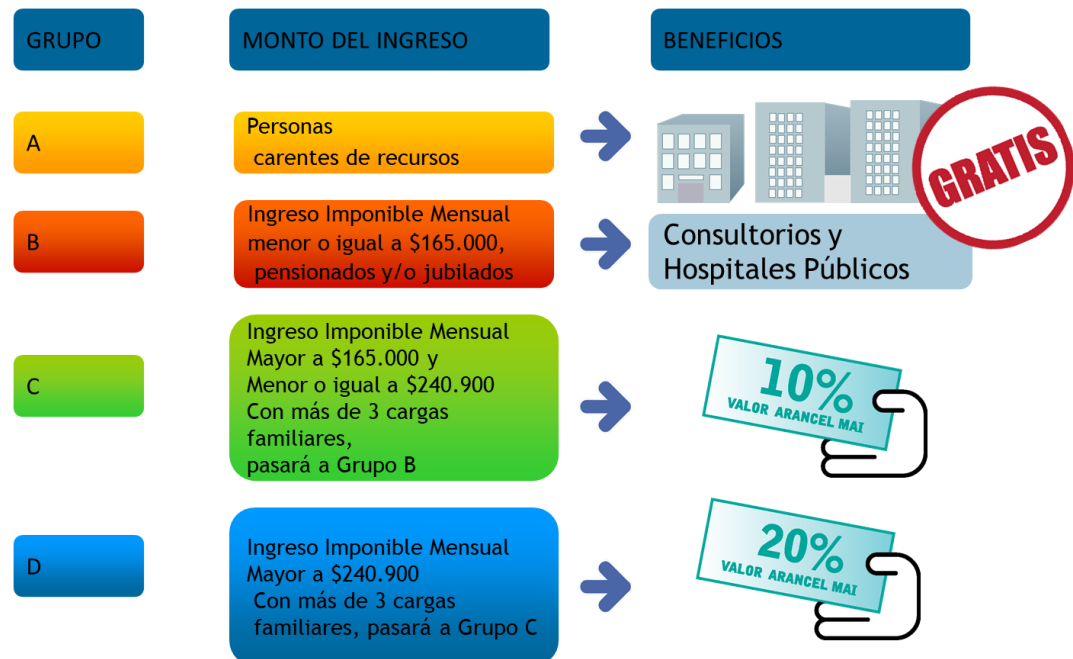 GRUPO
MONTO DEL INGRESO
BENEFICIOS
A
Personas
carentes de recursos
GRATIS
B
Ingreso Imponible Mensual
menor o igual a $165.000,
pensionados y/o jubilados
Consultorios y
Hospitales Públicos
C
Ingreso Imponible Mensual
Mayor a $165.000 y
Menor o igual a $240.900
Con más de 3 cargas
familiares,
pasará a Grupo B
10%
VALOR ARANCEL MAI
D
Ingreso Imponible Mensual
Mayor a $240.900
Con más de 3 cargas
familiares, pasará a Grupo C
20%
VALOR ARANCEL MAI